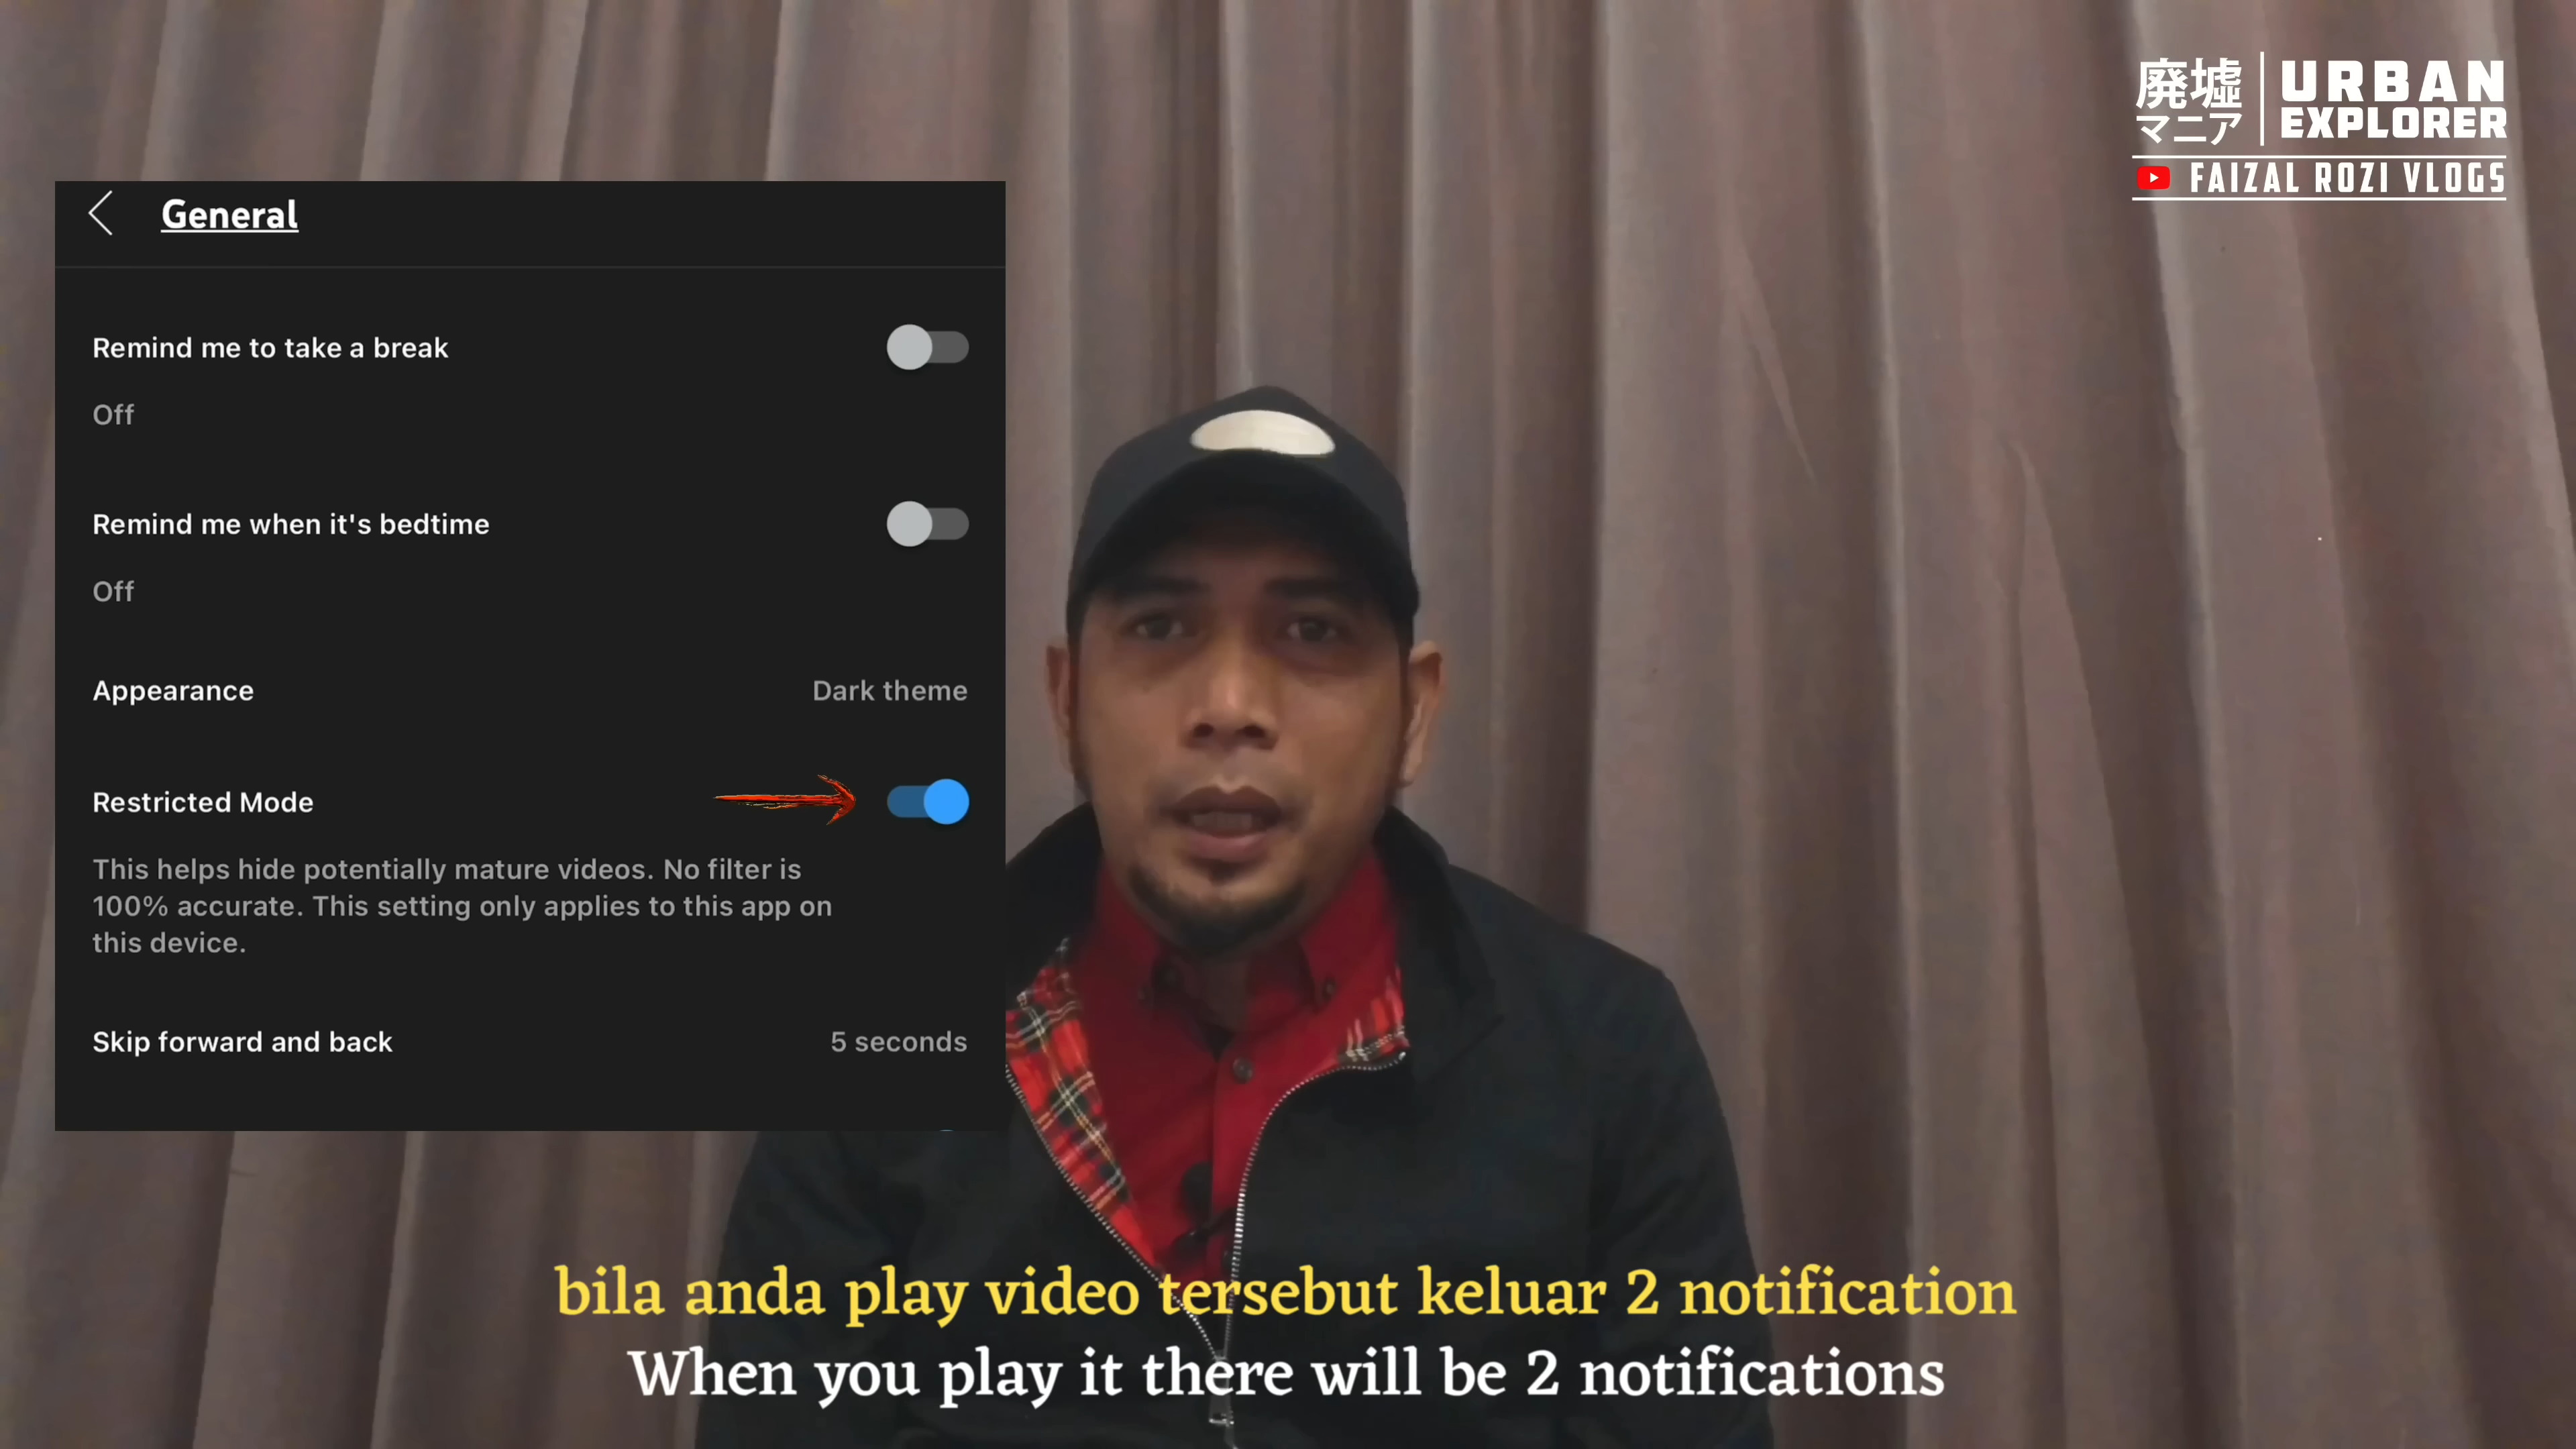 廃墟
マニア
URBAN
EXPLORER
FAIZAL ROZI VLOGS
General
Remind me to take a break
Off
Remind me when it's bedtime
Off
Appearance
Dark theme
Restricted Mode
This helps hide potentially mature videos. No filter is
100% accurate. This setting only applies to this app on
this device.
Skip forward and back
5 seconds
bila anda play video tersebut keluar 2 notification
When you play it there will be 2 notifications